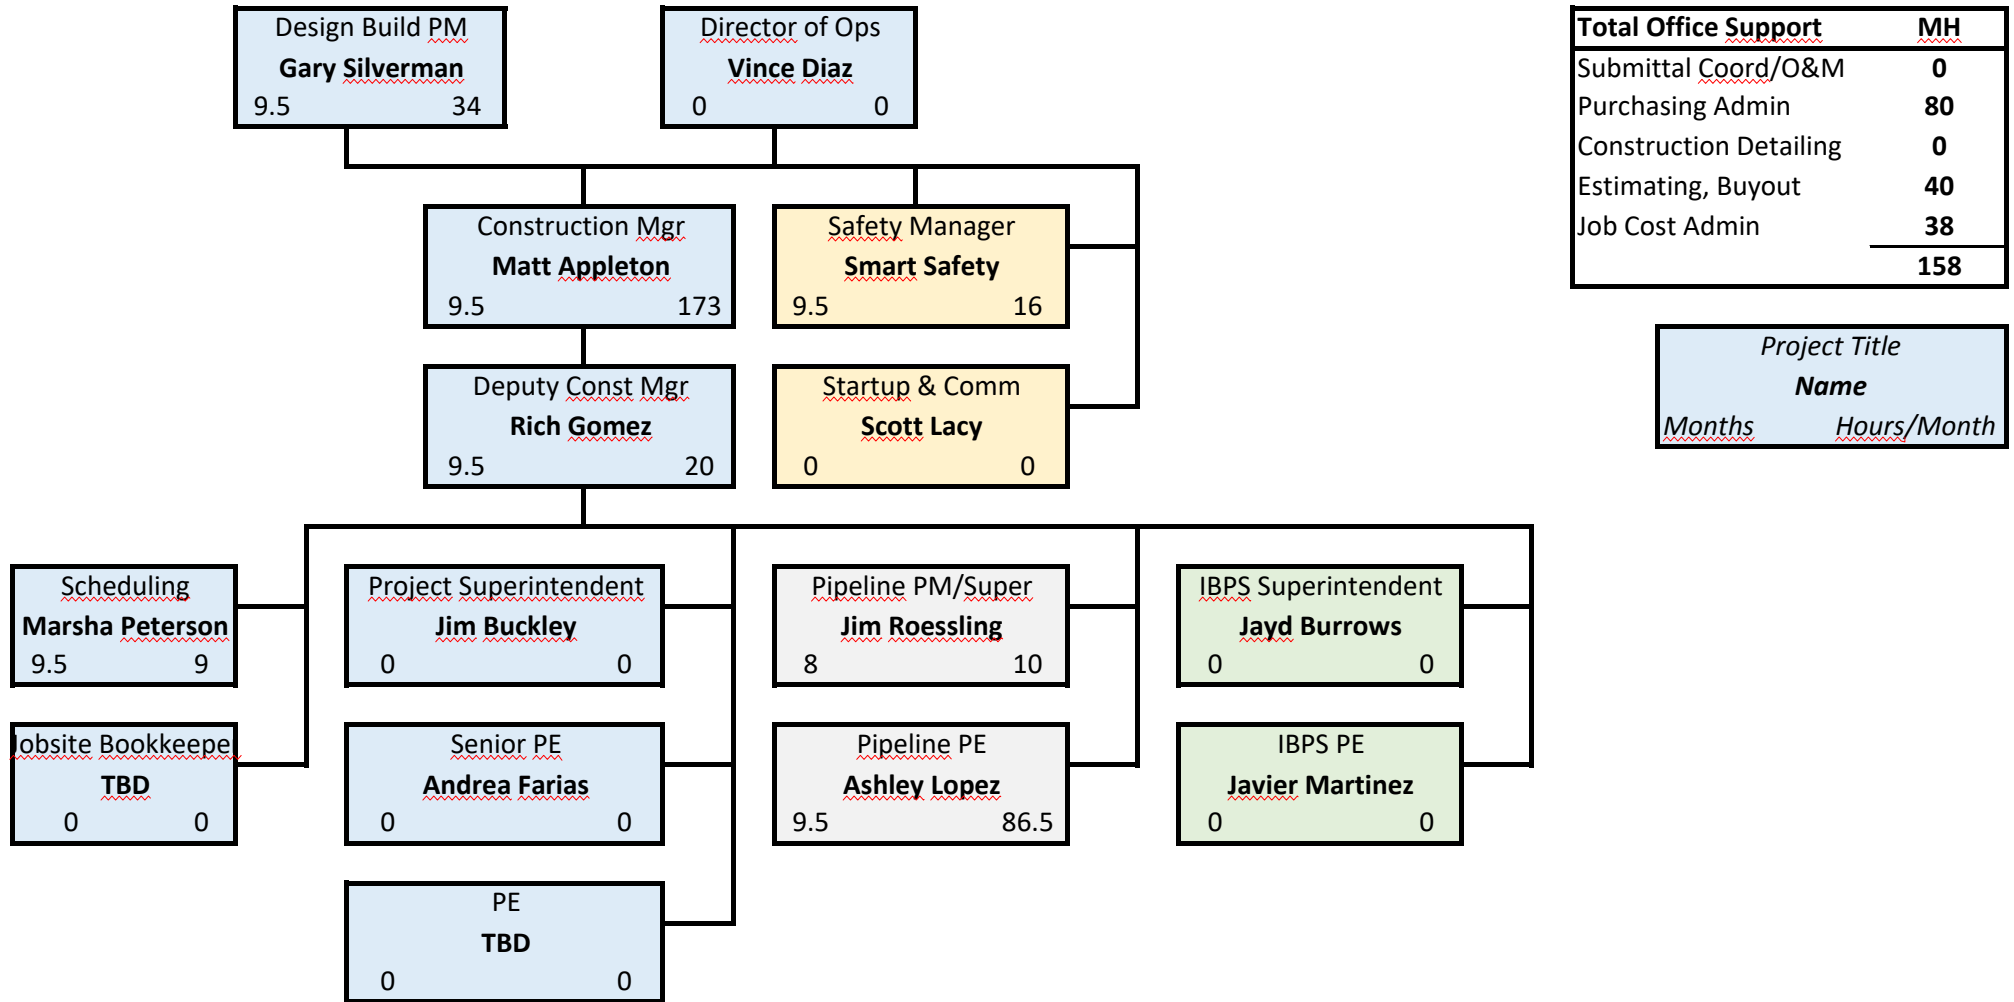 Design Build PM
Gary Silverman
9.5 34
Director of Ops
Vince Diaz
0 0
Total Office Support MH
Submittal Coord/O&M 0
Purchasing Admin 80
Construction Detailing 0
Estimating, Buyout 40
Job Cost Admin 38
158
Construction Mgr
Matt Appleton
9.5 173
Safety Manager
Smart Safety
9.5 16
Project Title
Name
Months Hours/Month
Deputy Const Mgr
Rich Gomez
9.5 20
Startup & Comm
Scott Lacy
0 0
Scheduling
Marsha Peterson
9.5 9
Project Superintendent
Jim Buckley
0 0
Pipeline PM/Super
Jim Roessling
8 10
IBPS Superintendent
Jayd Burrows
0 0
Jobsite Bookkeeper
TBD
0 0
Senior PE
Andrea Farias
0 0
Pipeline PE
Ashley Lopez
9.5 86.5
IBPS PE
Javier Martinez
0 0
PE
TBD
0 0